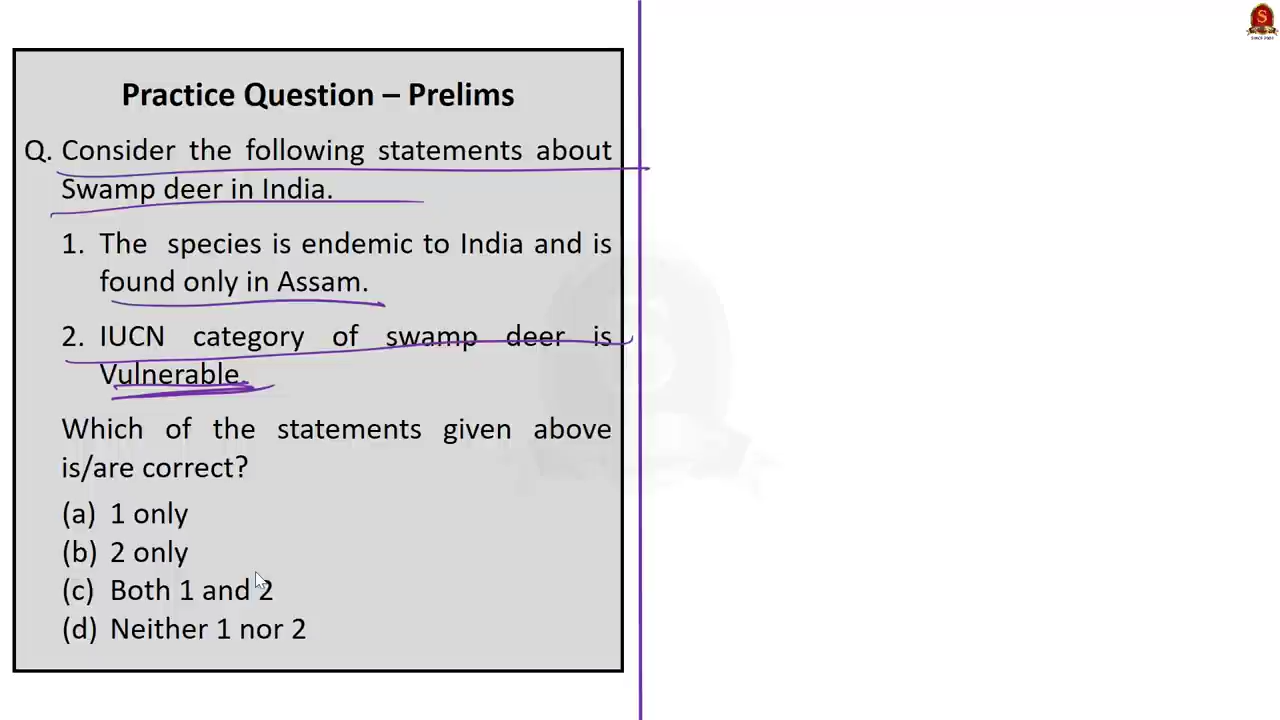 Practice Question – Prelims
Q. Consider the following statements about
Swamp deer in India.
1. The species is endemic to India and is
found only in Assam.
2. IUCN category of swamp deer is
Vulnerable.
Which of the statements given above
is/are correct?
(a) 1 only
(b) 2 only
(c) Both 1 and 2
(d) Neither 1 nor 2
S